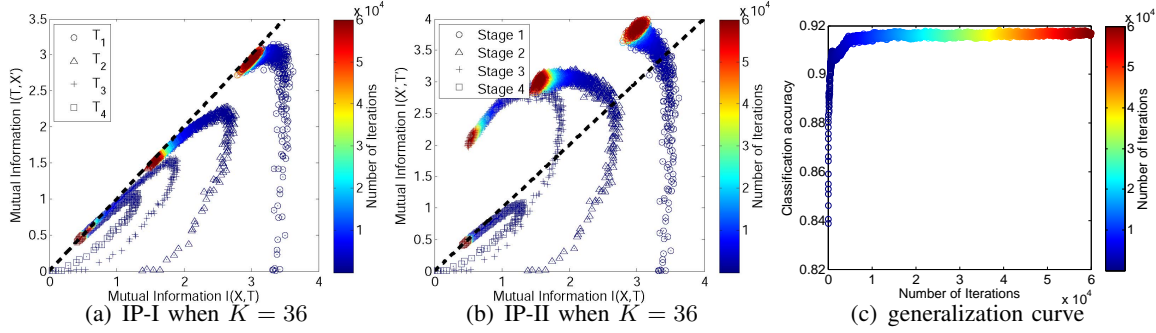 3.5
3
2.5
2
1.5
1
0.5
0
0 1 2 3 4
Mutual Information I(T,X')
Mutual Information I(X,T)
T1
T2
T3
T4
x 10^4
6
5
4
3
2
1
Number of Iterations
(a) IP-I when K = 36
4
3.5
3
2.5
2
1.5
1
0.5
0
0 1 2 3 4
Mutual Information I(X',T')
Mutual Information I(X,T)
Stage 1
Stage 2
Stage 3
Stage 4
x 10^4
6
5
4
3
2
1
Number of Iterations
(b) IP-II when K = 36
0.92
0.9
0.88
0.86
0.84
0.82
0 1 2 3 4 5 6
x 10^4
Classification accuracy
Number of Iterations
x 10^4
6
5
4
3
2
1
Number of Iterations
(c) generalization curve